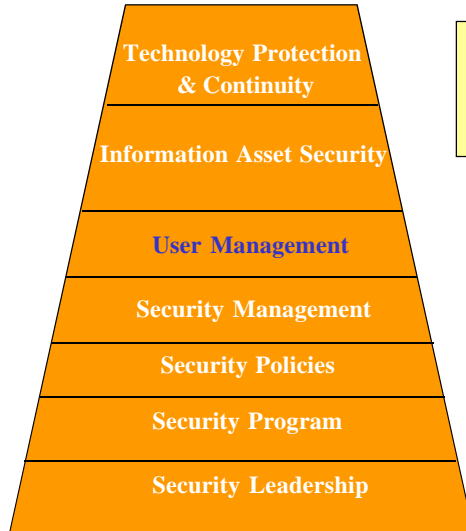 Technology Protection
& Continuity
Information Asset Security
User Management
Security Management
Security Policies
Security Program
Security Leadership